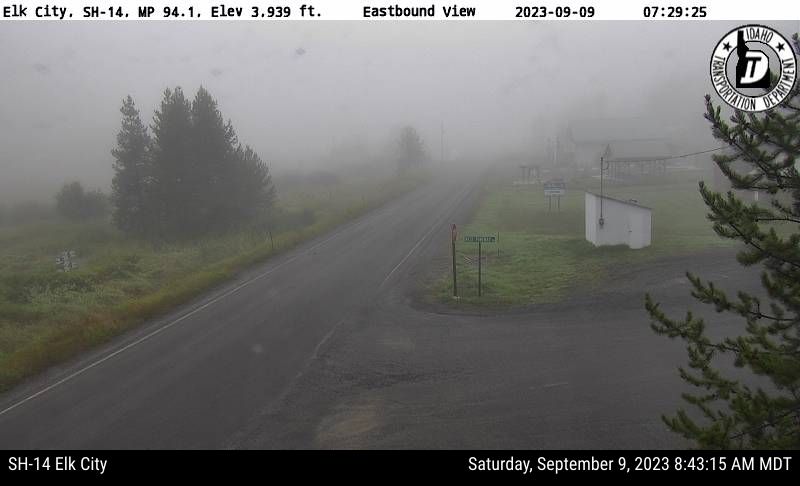 Elk City, SH-14, MP 94.1, Elev 3,939 ft. Eastbound View 2023-09-09 07:29:25
IDAHO
TRANSPORTATION DEPARTMENT
SH-14 Elk City Saturday, September 9, 2023 8:43:15 AM MDT